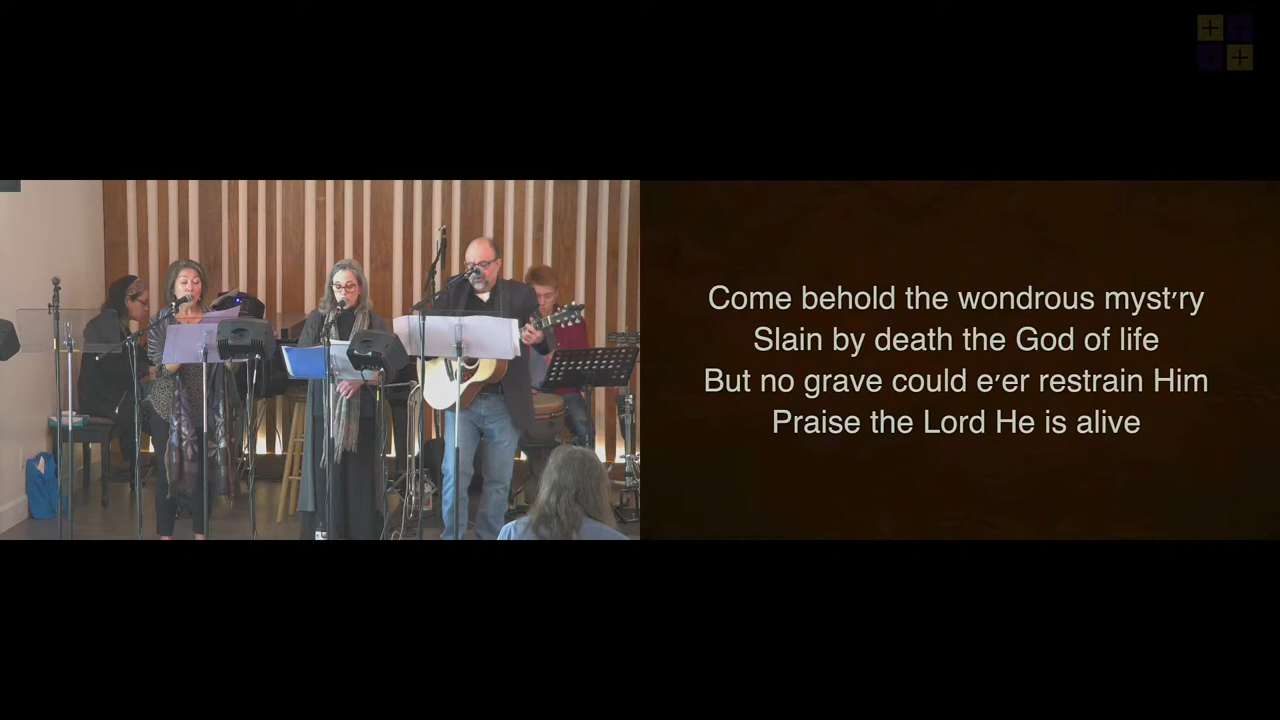 Come behold the wondrous myst'ry
Slain by death the God of life
But no grave could e'er restrain Him
Praise the Lord He is alive